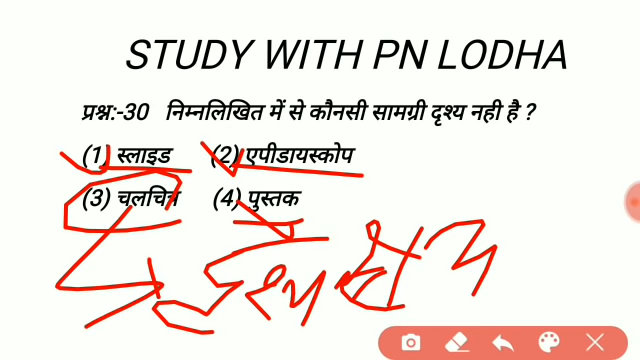 STUDY WITH PN LODHA
प्रश्न:-30 निम्नलिखित में से कौनसी सामग्री दृश्य नही है ?
(1) स्लाइड (2) एपीडायस्कोप
(3) चलचित्र (4) पुस्तक